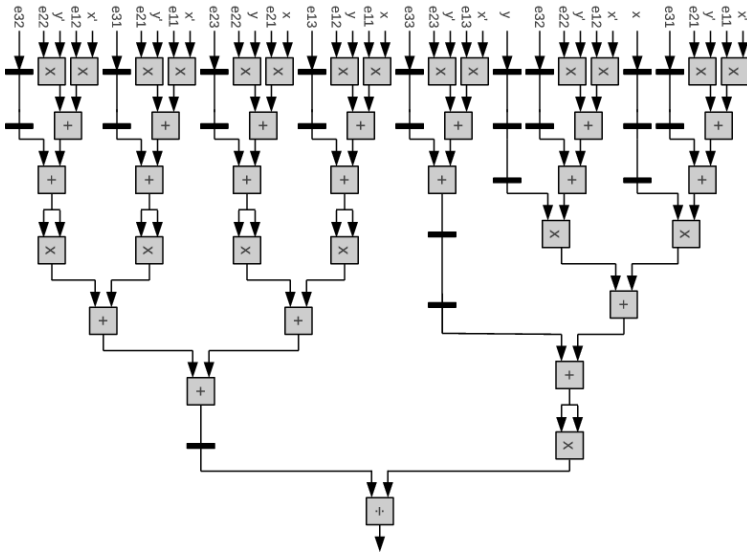 e32
e22
y'
e12
x'
e31
e21
y'
e11
x'
e23
e22
y
e21
x
e13
e12
y
e11
x
e33
e23
y'
e13
x'
y
e32
e22
y'
e12
x'
x
e31
e21
y'
e11
x'
X X X X X X X X X X X X X X
+ + + + + + +
+ + + + + + +
X X X X X X
+ + +
+ +
X
÷